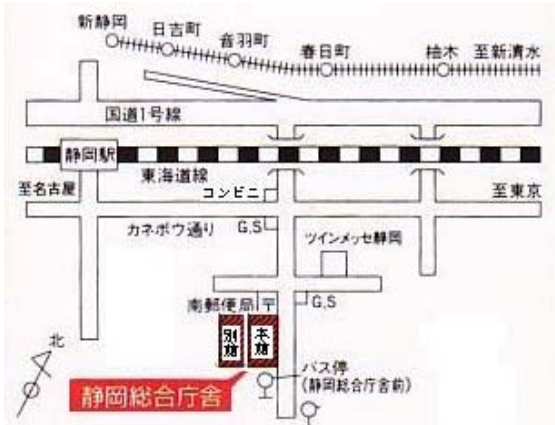 新静岡
日吉町
音羽町
春日町
柚木
至新清水
国道1号線
静岡駅
東海道線
至名古屋
コンビニ
至東京
カネボウ通り
G,S
ツインメッセ静岡
南郵便局〒
G,S
別館
本館
北
バス停
(静岡総合庁舎前)
静岡総合庁舎